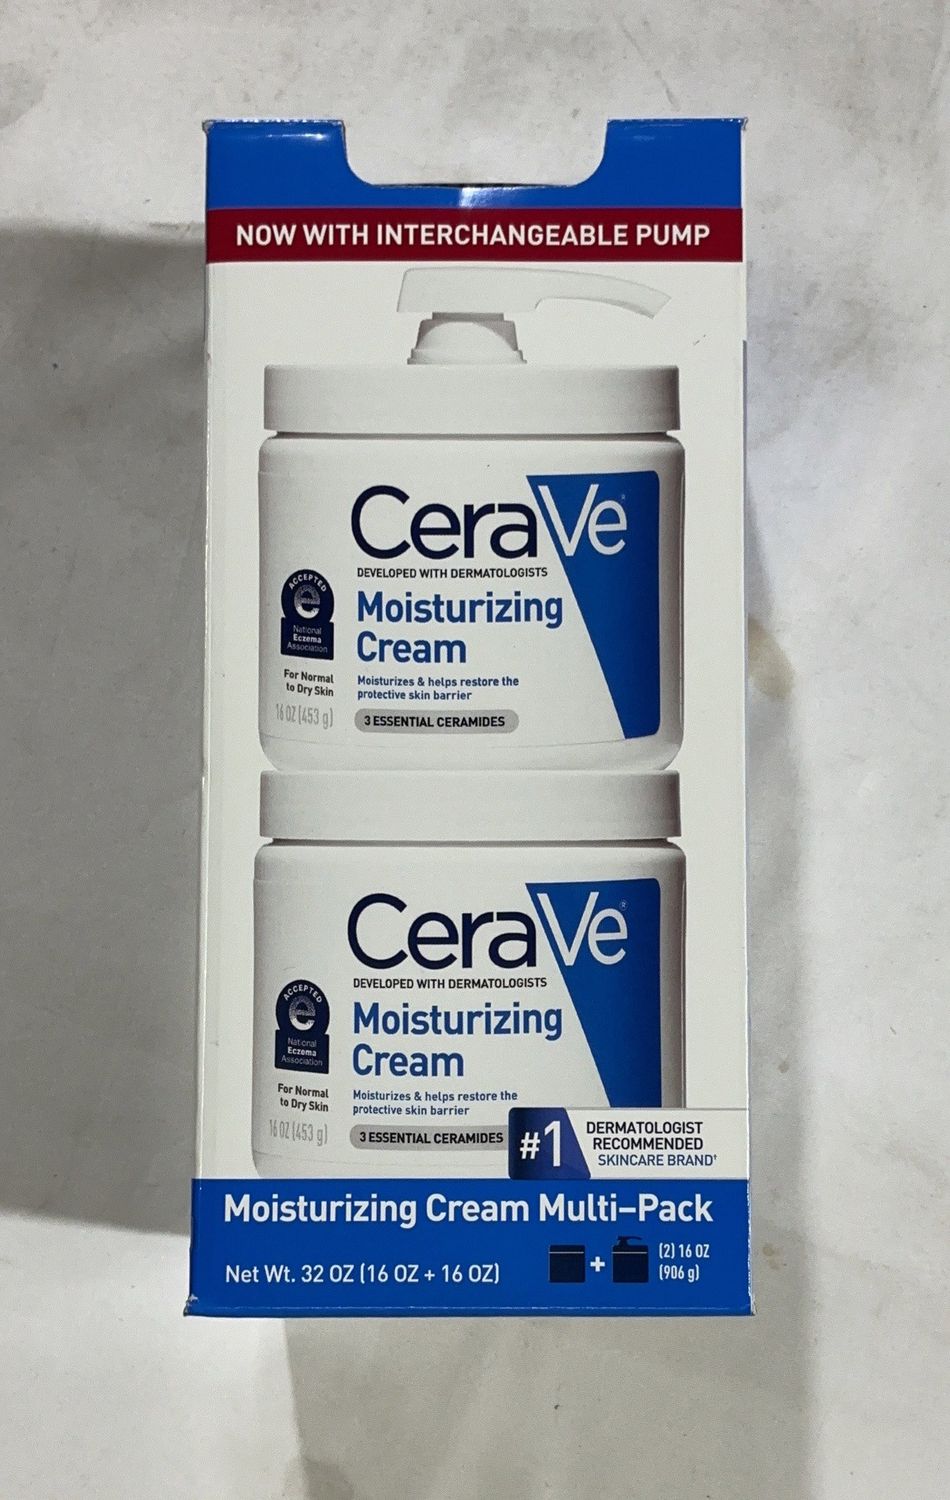 NOW WITH INTERCHANGEABLE PUMP
CeraVe®
DEVELOPED WITH DERMATOLOGISTS
Moisturizing
Cream
Moisturizes & helps restore the
protective skin barrier
3 ESSENTIAL CERAMIDES
ACCEPTED
e
National
Eczema
Association
For Normal
to Dry Skin
16 OZ (453 g)
CeraVe®
DEVELOPED WITH DERMATOLOGISTS
Moisturizing
Cream
Moisturizes & helps restore the
protective skin barrier
3 ESSENTIAL CERAMIDES
ACCEPTED
e
National
Eczema
Association
For Normal
to Dry Skin
16 OZ (453 g)
#1
DERMATOLOGIST
RECOMMENDED
SKINCARE BRAND†
Moisturizing Cream Multi–Pack
Net Wt. 32 OZ (16 OZ + 16 OZ)
+
(2) 16 OZ
(906 g)